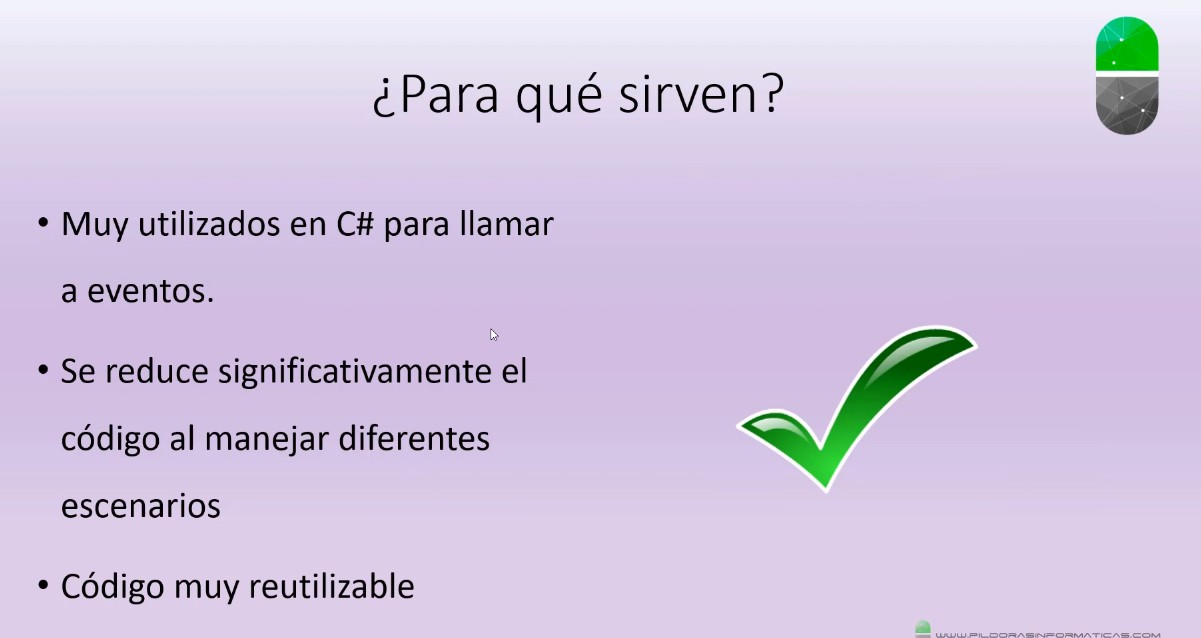 ¿Para qué sirven?
• Muy utilizados en C# para llamar
a eventos.
• Se reduce significativamente el
código al manejar diferentes
escenarios
• Código muy reutilizable
WWW.PILDORASINFORMATICAS.COM